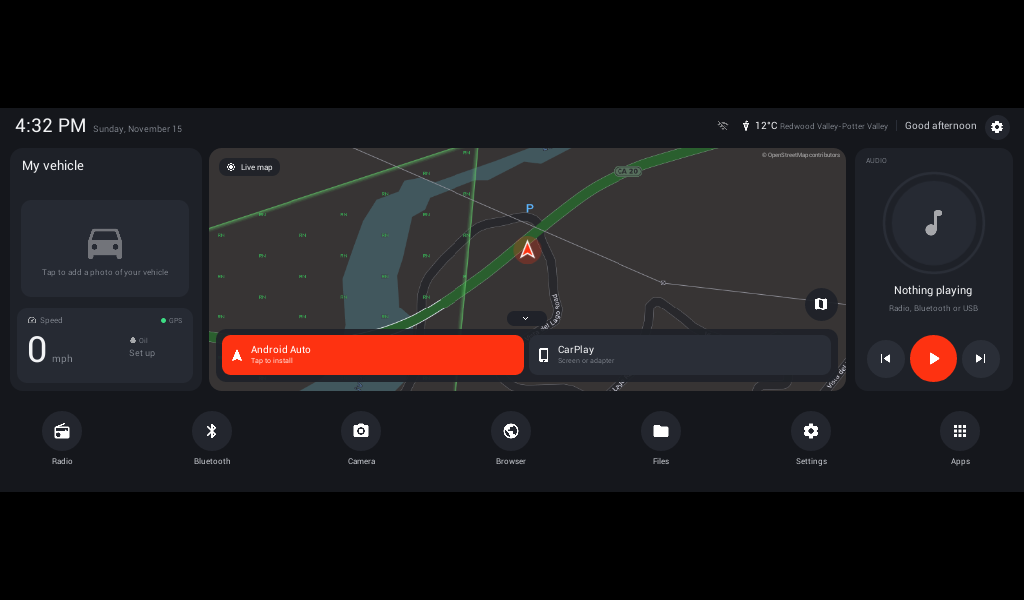 4:32 PM Sunday, November 15
12°C Redwood Valley-Potter Valley Good afternoon
My vehicle
Tap to add a photo of your vehicle
Speed GPS
0 mph
Oil
Set up
Live map
© OpenStreetMap contributors
CA 20
P
Android Auto
Tap to install
CarPlay
Screen or adapter
AUDIO
Nothing playing
Radio, Bluetooth or USB
Radio
Bluetooth
Camera
Browser
Files
Settings
Apps